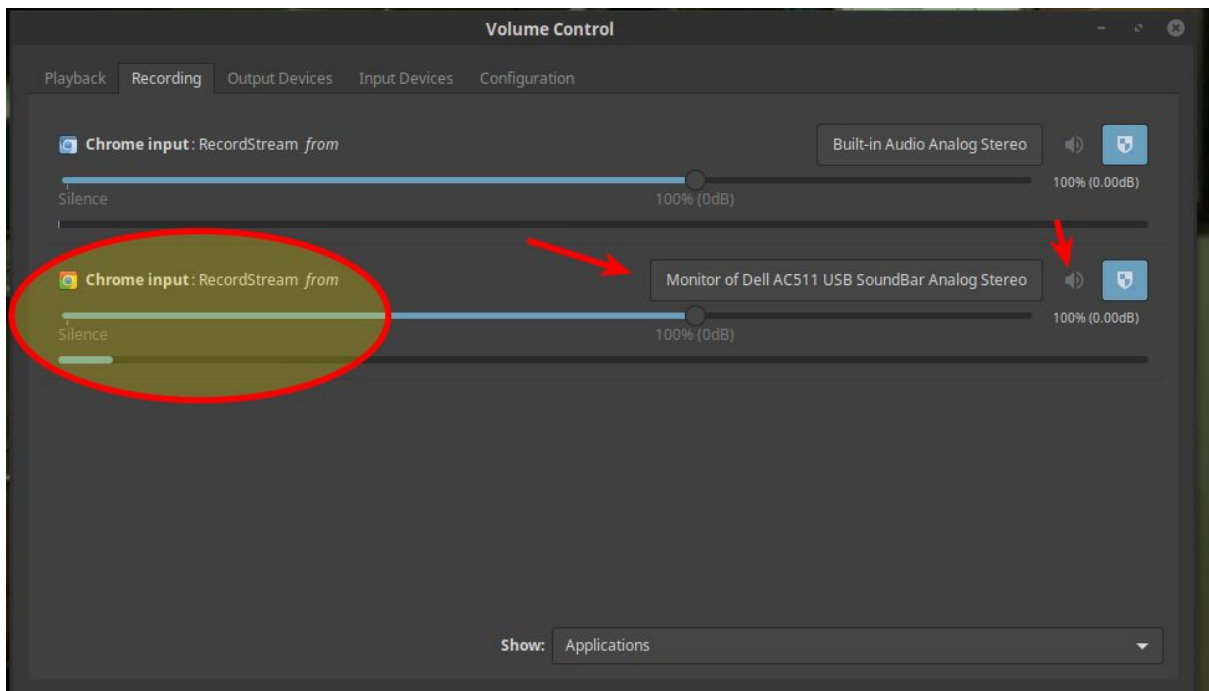 Volume Control
Playback Recording Output Devices Input Devices Configuration
Chrome input: RecordStream from Built-in Audio Analog Stereo
100% (0.00dB)
Silence 100% (0dB)
Chrome input: RecordStream from Monitor of Dell AC511 USB SoundBar Analog Stereo
100% (0.00dB)
Silence 100% (0dB)
Show: Applications